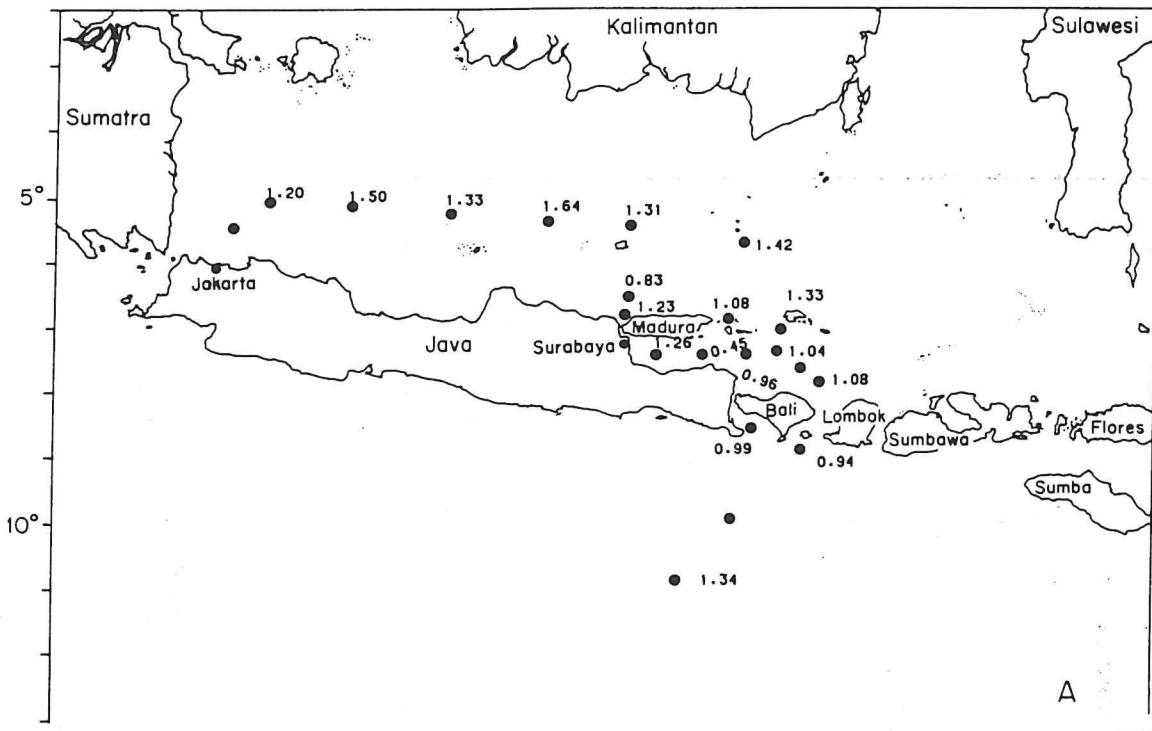 Kalimantan
Sulawesi
Sumatra
5°
1.20
1.50
1.33
1.64
1.31
1.42
Jakarta
0.83
1.23
1.08
1.33
Madura
Java
Surabaya
1.26
0.45
1.04
0.96
1.08
Bali
Lombok
Sumbawa
Flores
0.99
0.94
Sumba
10°
1.34
A